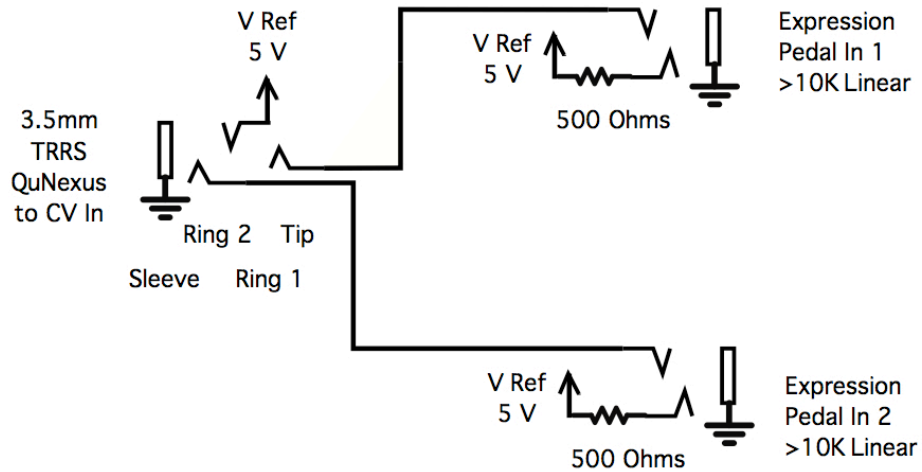 V Ref
5 V
3.5mm
TRRS
QuNexus
to CV In
Ring 2 Tip
Sleeve Ring 1
V Ref
5 V
500 Ohms
Expression
Pedal In 1
>10K Linear
V Ref
5 V
500 Ohms
Expression
Pedal In 2
>10K Linear